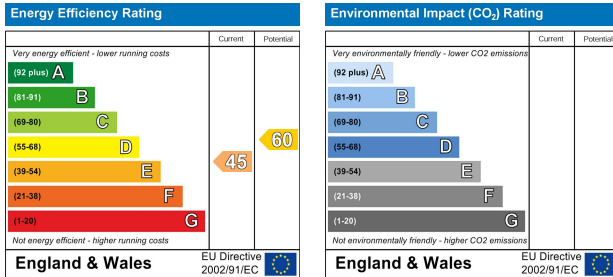 Energy Efficiency Rating
Current
Potential
Very energy efficient - lower running costs
(92 plus) A
(81-91) B
(69-80) C
(55-68) D
(39-54) E
(21-38) F
(1-20) G
45
60
Not energy efficient - higher running costs
England & Wales
EU Directive
2002/91/EC
Environmental Impact (CO2) Rating
Current
Potential
Very environmentally friendly - lower CO2 emissions
(92 plus) A
(81-91) B
(69-80) C
(55-68) D
(39-54) E
(21-38) F
(1-20) G
Not environmentally friendly - higher CO2 emissions
England & Wales
EU Directive
2002/91/EC